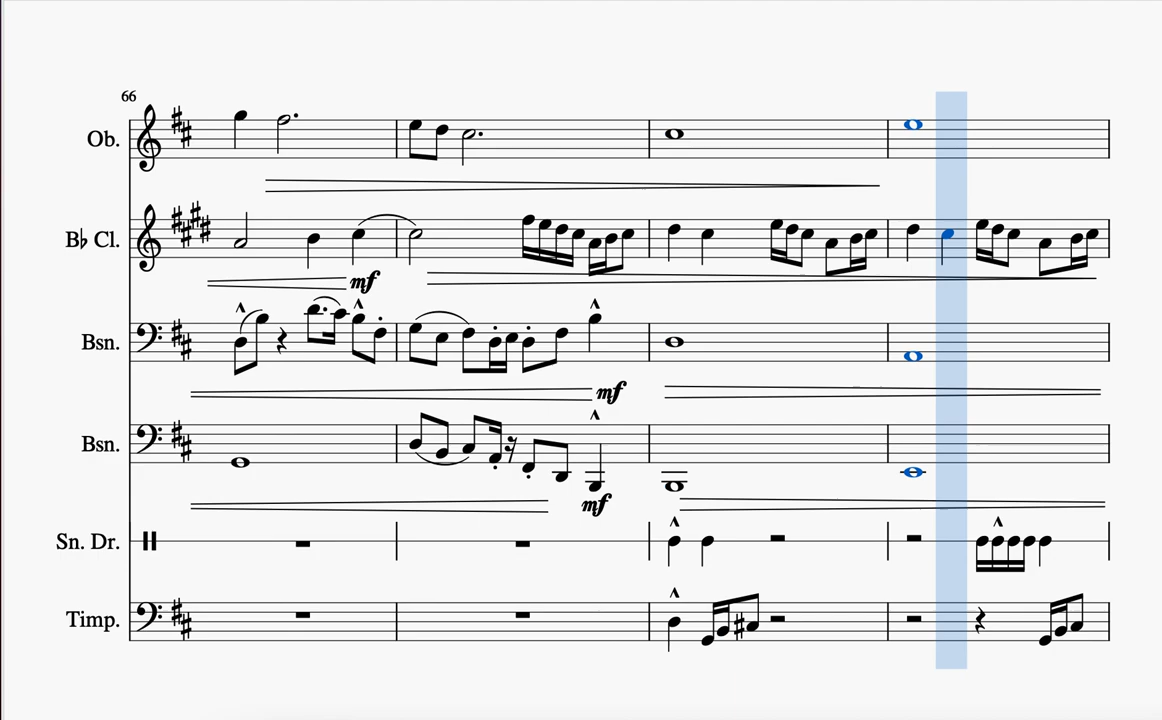 66
Ob.
B♭ Cl.
mf
Bsn.
mf
Bsn.
mf
Sn. Dr.
Timp.